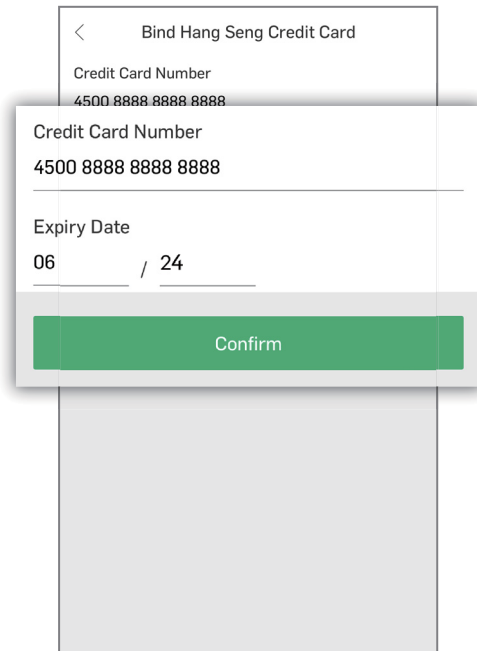 Bind Hang Seng Credit Card
Credit Card Number
4500 8888 8888 8888
Credit Card Number
4500 8888 8888 8888
Expiry Date
06 / 24
Confirm